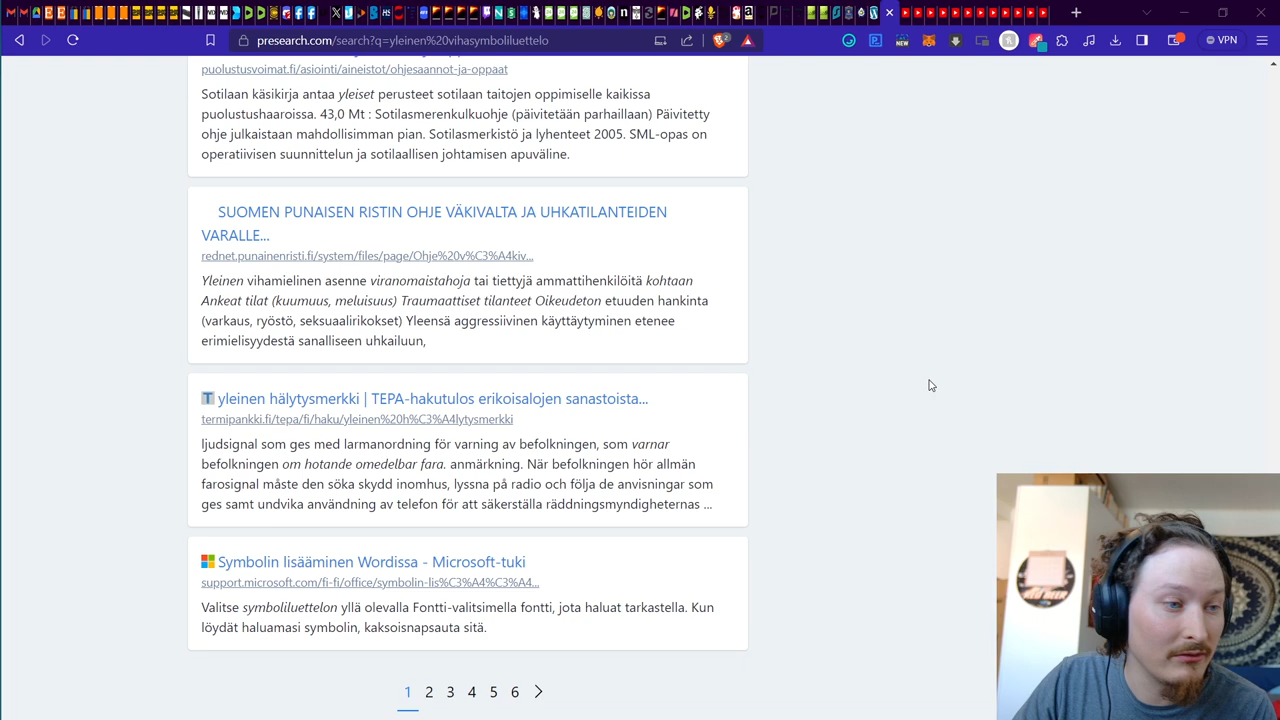 presearch.com/search?q=yleinen%20vihasymboliluettelo
2
NEW
VPN
puolustusvoimat.fi/asiointi/aineistot/ohjesaannot-ja-oppaat
Sotilaan käsikirja antaa yleiset perusteet sotilaan taitojen oppimiselle kaikissa
puolustushaaroissa. 43,0 Mt : Sotilasmerenkulkuohje (päivitetään parhaillaan) Päivitetty
ohje julkaistaan mahdollisimman pian. Sotilasmerkistö ja lyhenteet 2005. SML-opas on
operatiivisen suunnittelun ja sotilaallisen johtamisen apuväline.
SUOMEN PUNAISEN RISTIN OHJE VÄKIVALTA JA UHKATILANTEIDEN
VARALLE...
rednet.punainenristi.fi/system/files/page/Ohje%20v%C3%A4kiv...
Yleinen vihamielinen asenne viranomaistahoja tai tiettyjä ammattihenkilöitä kohtaan
Ankeat tilat (kuumuus, meluisuus) Traumaattiset tilanteet Oikeudeton etuuden hankinta
(varkaus, ryöstö, seksuaalirikokset) Yleensä aggressiivinen käyttäytyminen etenee
erimielisyydestä sanalliseen uhkailuun,
T yleinen hälytysmerkki | TEPA-hakutulos erikoisalojen sanastoista...
termipankki.fi/tepa/fi/haku/yleinen%20h%C3%A4lytysmerkki
ljudsignal som ges med larmanordning för varning av befolkningen, som varnar
befolkningen om hotande omedelbar fara. anmärkning. När befolkningen hör allmän
farosignal måste den söka skydd inomhus, lyssna på radio och följa de anvisningar som
ges samt undvika användning av telefon för att säkerställa räddningsmyndigheternas ...
Symbolin lisääminen Wordissa - Microsoft-tuki
support.microsoft.com/fi-fi/office/symbolin-lis%C3%A4%C3%A4...
Valitse symboliluettelon yllä olevalla Fontti-valitsimella fontti, jota haluat tarkastella. Kun
löydät haluamasi symbolin, kaksoisnapsauta sitä.
1 2 3 4 5 6